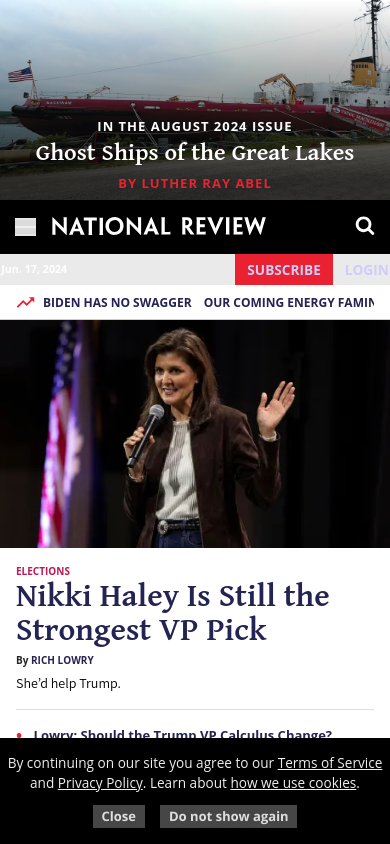 IN THE AUGUST 2024 ISSUE
Ghost Ships of the Great Lakes
BY LUTHER RAY ABEL
NATIONAL REVIEW
Jun. 17, 2024
SUBSCRIBE
LOGIN
BIDEN HAS NO SWAGGER OUR COMING ENERGY FAMIN
ELECTIONS
Nikki Haley Is Still the
Strongest VP Pick
By RICH LOWRY
She’d help Trump.
• Lowry: Should the Trump VP Calculus Change?
By continuing on our site you agree to our Terms of Service
and Privacy Policy. Learn about how we use cookies.
Close
Do not show again